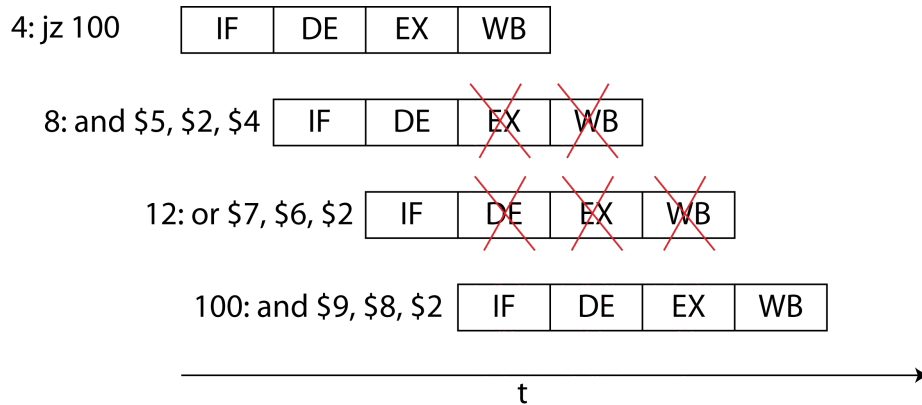 4: jz 100 IF DE EX WB
8: and $5, $2, $4 IF DE EX WB
12: or $7, $6, $2 IF DE EX WB
100: and $9, $8, $2 IF DE EX WB
t